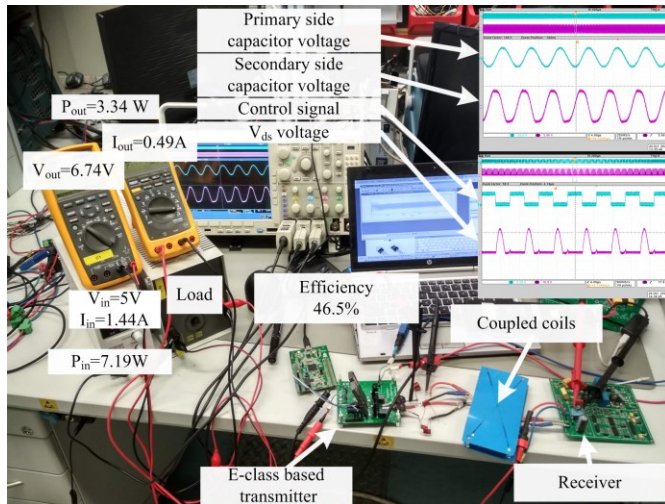 Primary side
capacitor voltage
Secondary side
capacitor voltage
Control signal
Vds voltage
Pout=3.34 W
Iout=0.49A
Vout=6.74V
Vin=5V
Iin=1.44A
Load
Efficiency
46.5%
Pin=7.19W
Coupled coils
E-class based
transmitter
Receiver